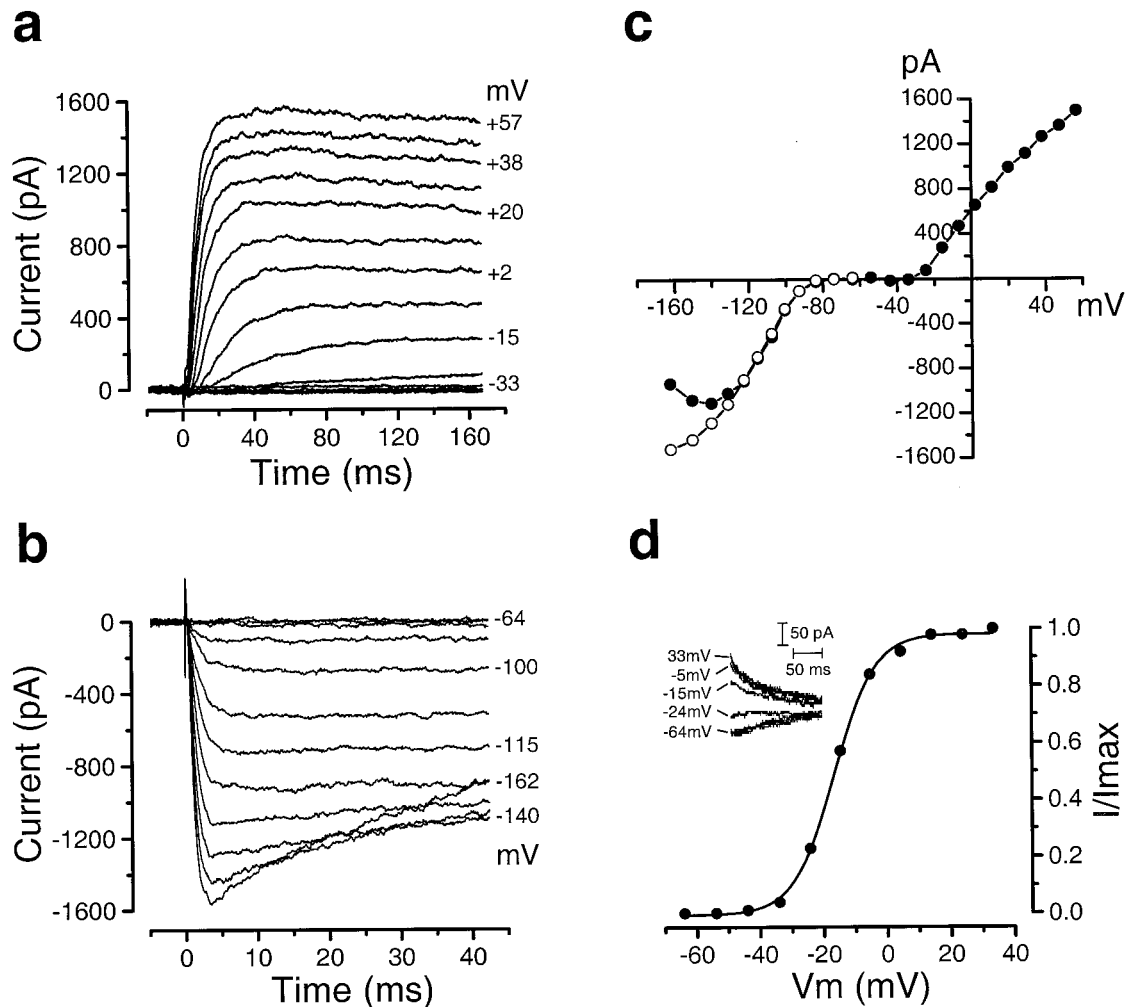 a
mV
1600
1200
800
400
0
+57
+38
+20
+2
-15
-33
Current (pA)
0 40 80 120 160
Time (ms)
b
0
-400
-800
-1200
-1600
-64
-100
-115
-162
-140
mV
Current (pA)
0 10 20 30 40
Time (ms)
c
pA
1600
1200
800
400
-160 -120 -80 -40 40 mV
-400
-800
-1200
-1600
d
50 pA
50 ms
33mV
-5mV
-15mV
-24mV
-64mV
1.0
0.8
0.6
0.4
0.2
0.0
I/Imax
-60 -40 -20 0 20 40
Vm (mV)